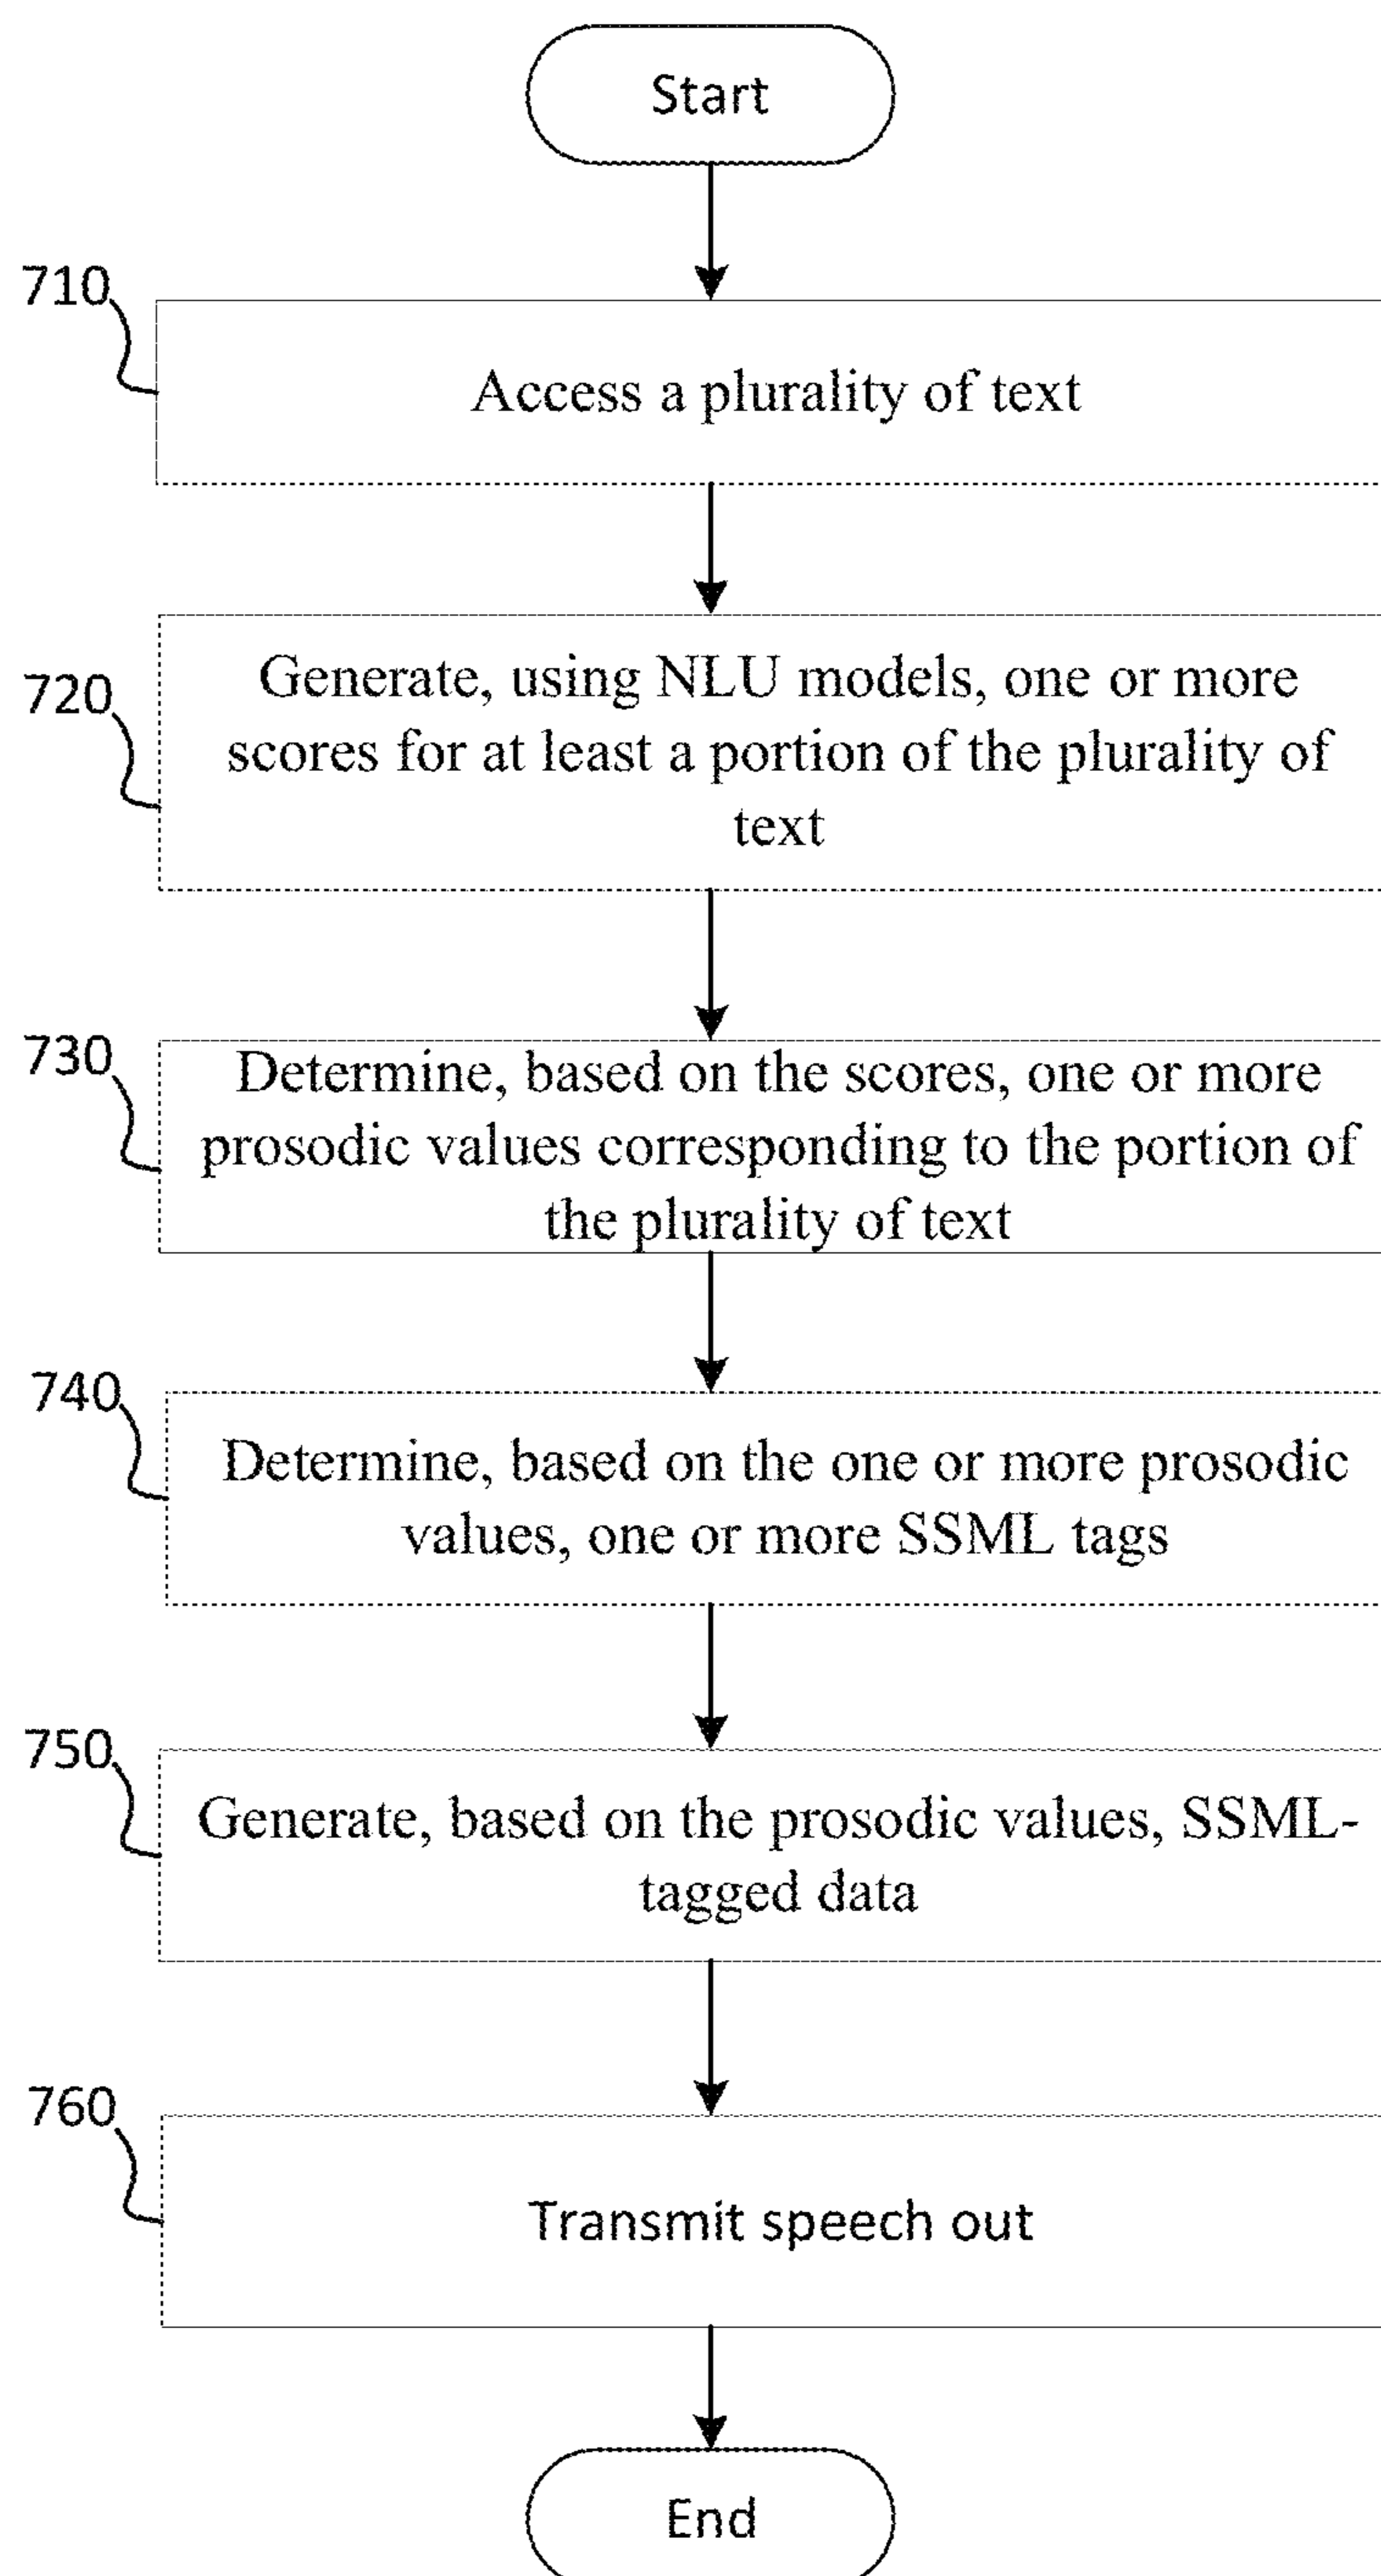 Start
710
Access a plurality of text
720
Generate, using NLU models, one or more
scores for at least a portion of the plurality of
text
730
Determine, based on the scores, one or more
prosodic values corresponding to the portion of
the plurality of text
740
Determine, based on the one or more prosodic
values, one or more SSML tags
750
Generate, based on the prosodic values, SSML-
tagged data
760
Transmit speech out
End